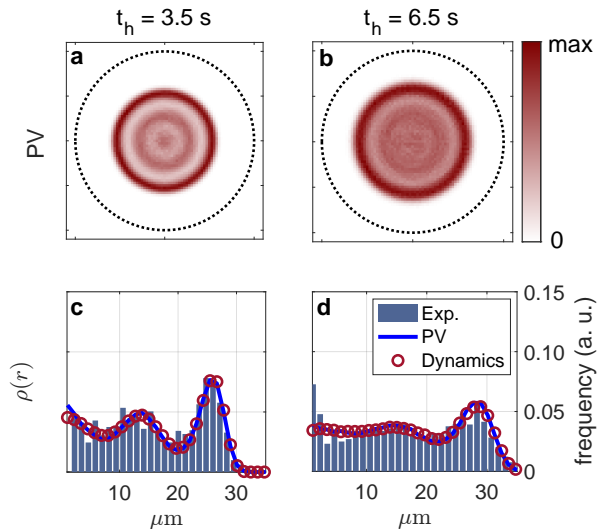 t_h = 3.5 s
t_h = 6.5 s
a
b
max
PV
0
c
d
0.15
Exp.
PV
Dynamics
0.10
0.05
0
ρ(r)
frequency (a. u.)
10 20 30
10 20 30
μm
μm